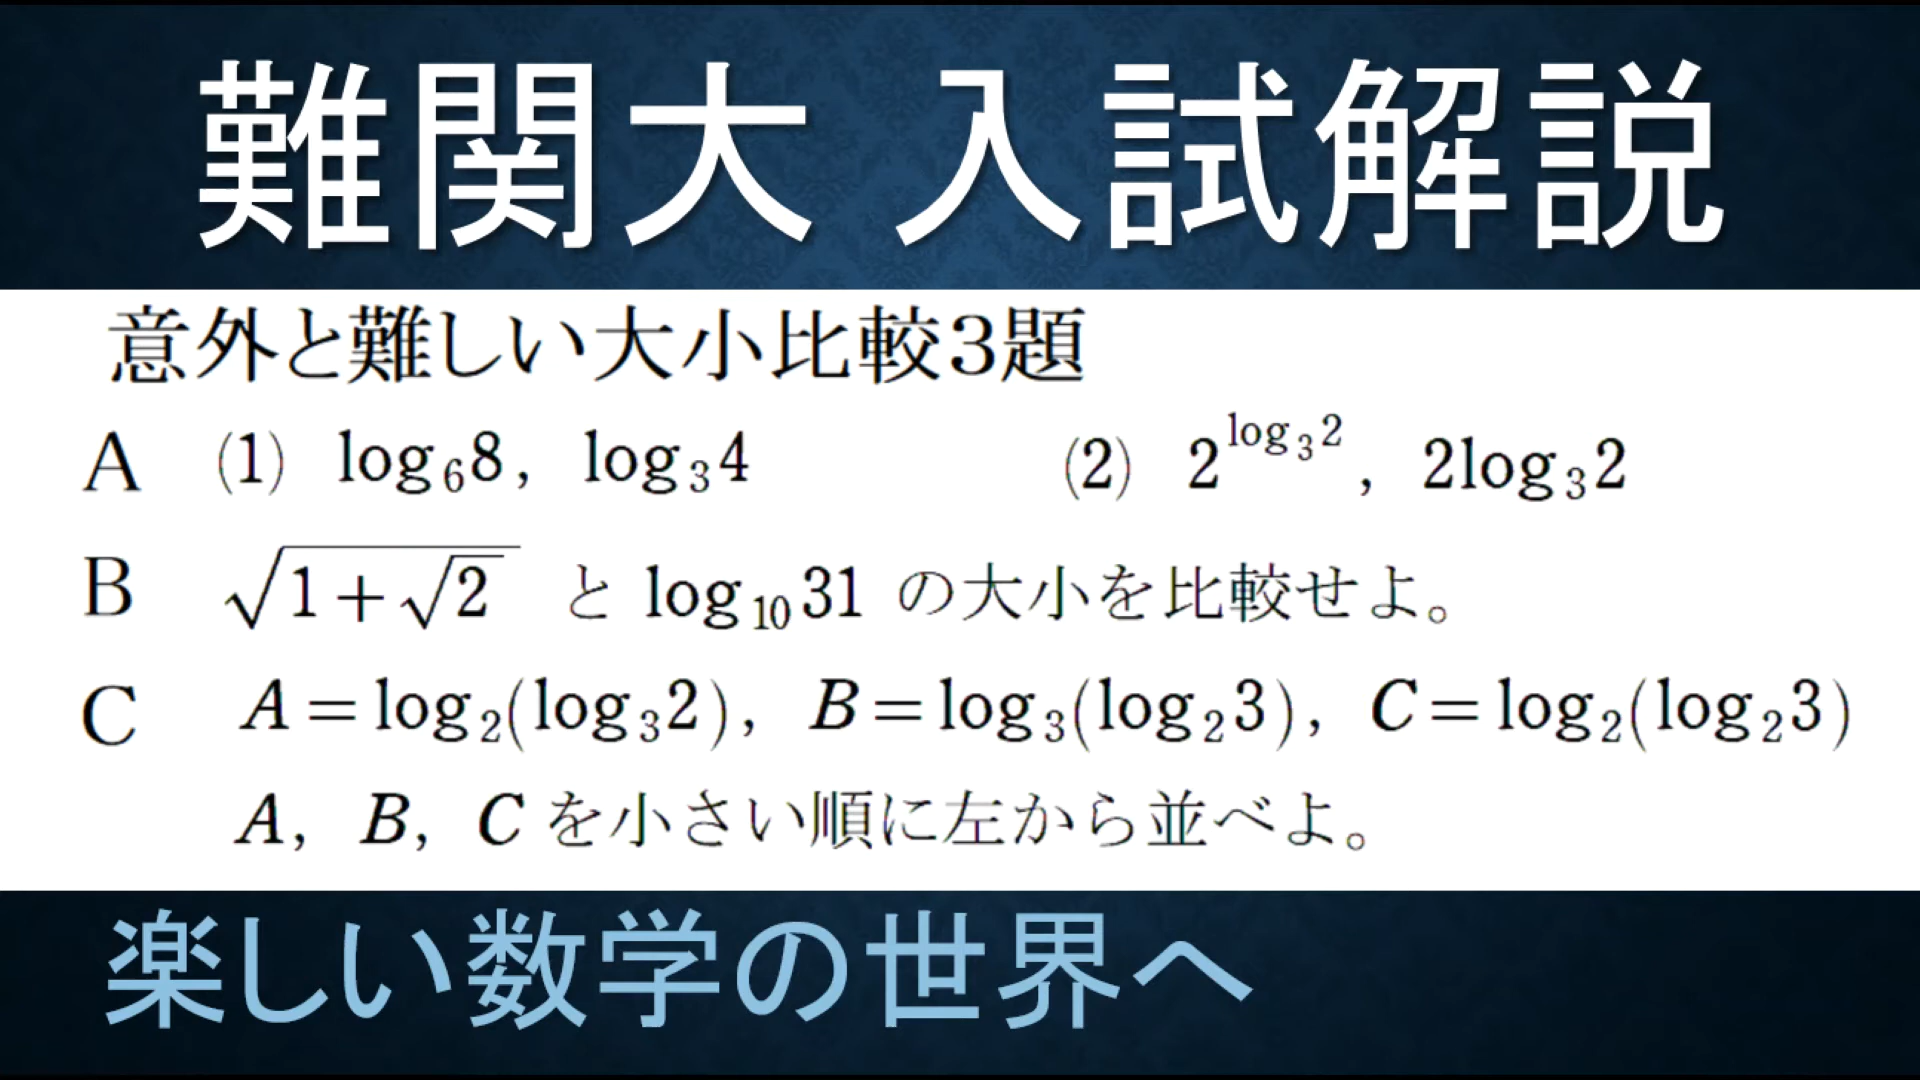 難関大 入試解説
意外と難しい大小比較3題
A (1) log₆8, log₃4 (2) 2^{log₃2}, 2log₃2
B √(1+√2) と log₁₀31 の大小を比較せよ。
C A=log₂(log₃2), B=log₃(log₂3), C=log₂(log₂3)
A, B, C を小さい順に左から並べよ。
楽しい数学の世界へ